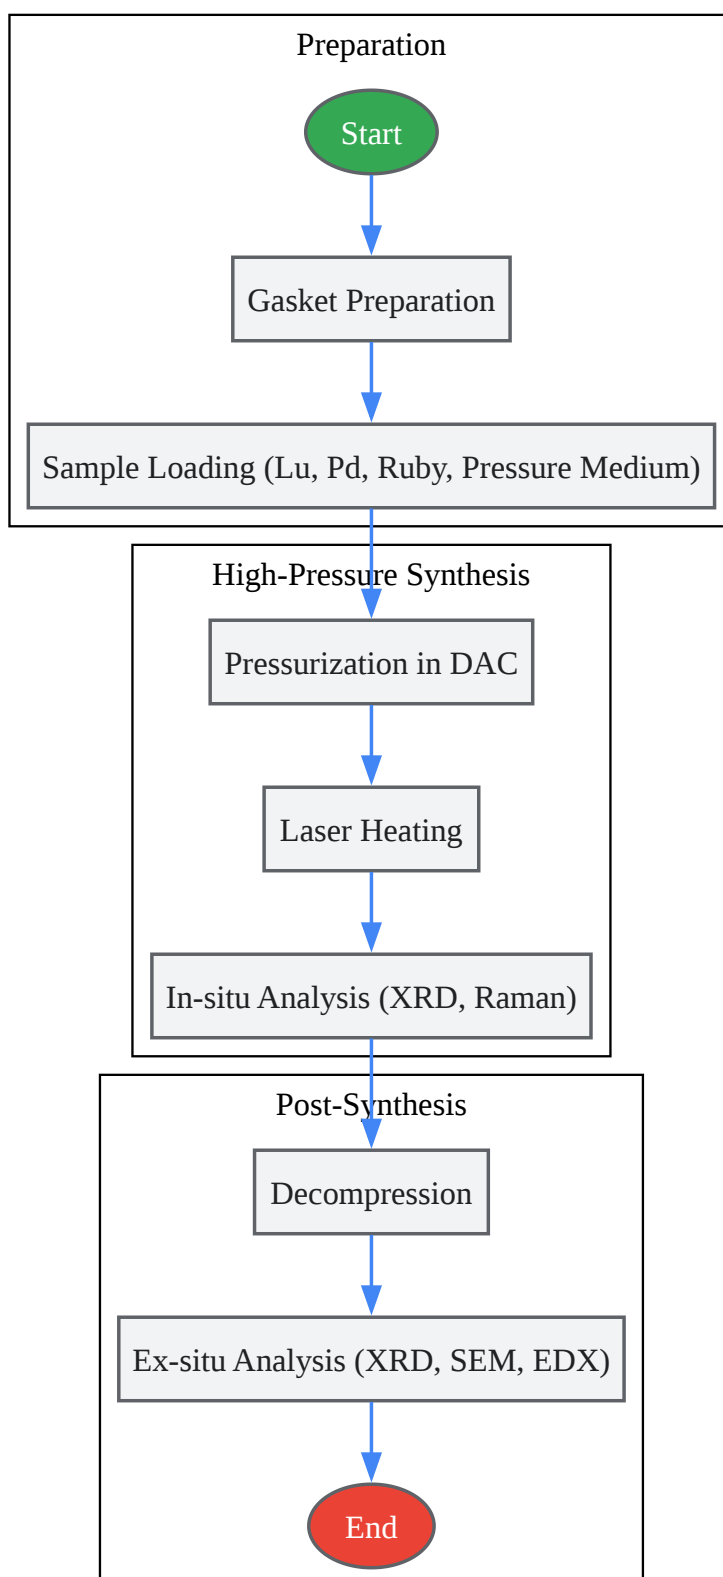 Preparation
Start
Gasket Preparation
Sample Loading (Lu, Pd, Ruby, Pressure Medium)
High-Pressure Synthesis
Pressurization in DAC
Laser Heating
In-situ Analysis (XRD, Raman)
Post-Synthesis
Decompression
Ex-situ Analysis (XRD, SEM, EDX)
End